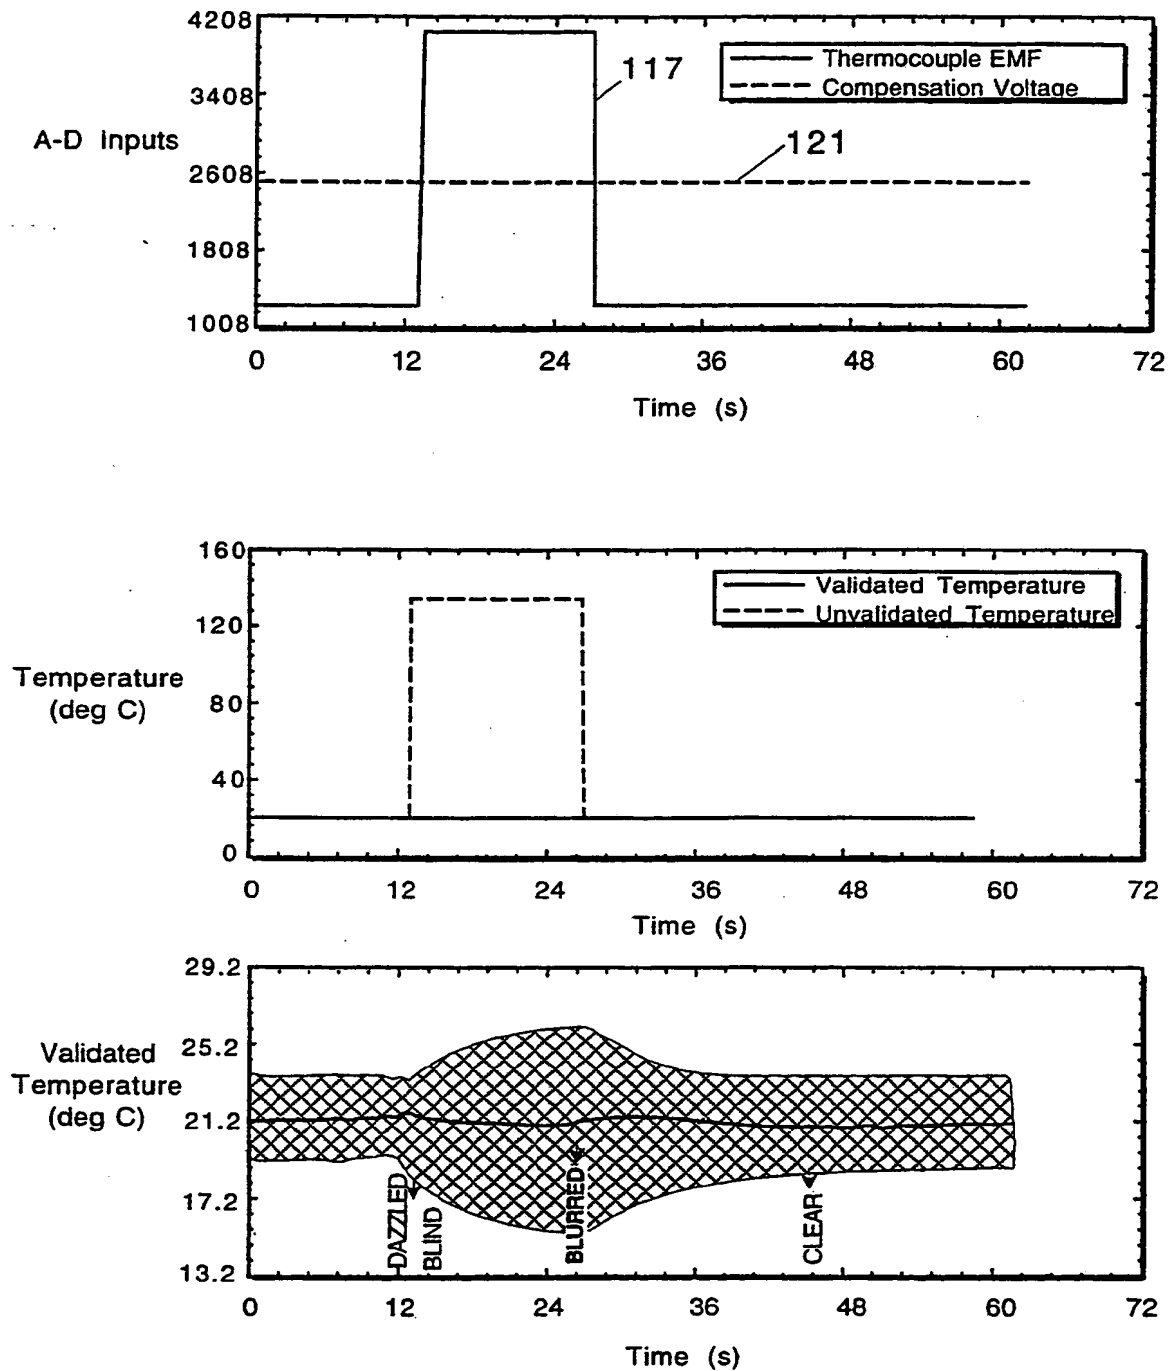 4208
Thermocouple EMF
117
3408
Compensation Voltage
A-D Inputs
121
2608
1808
1008
0 12 24 36 48 60 72
Time (s)
160
Validated Temperature
Unvalidated Temperature
120
Temperature
(deg C)
80
40
0
0 12 24 36 48 60 72
Time (s)
29.2
Validated
Temperature
(deg C)
25.2
21.2
17.2
13.2
DAZZLED
BLIND
BLURRED
CLEAR
0 12 24 36 48 60 72
Time (s)